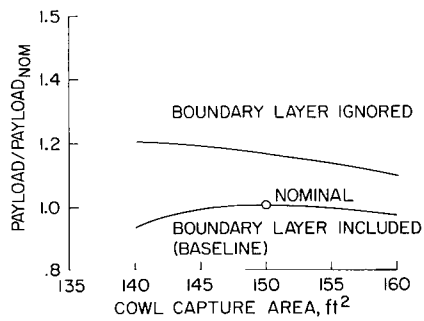 1.5
1.4
1.2
1.0
.8
PAYLOAD/PAYLOAD_NOM
BOUNDARY LAYER IGNORED
NOMINAL
BOUNDARY LAYER INCLUDED
(BASELINE)
135 140 145 150 155 160
COWL CAPTURE AREA, ft²